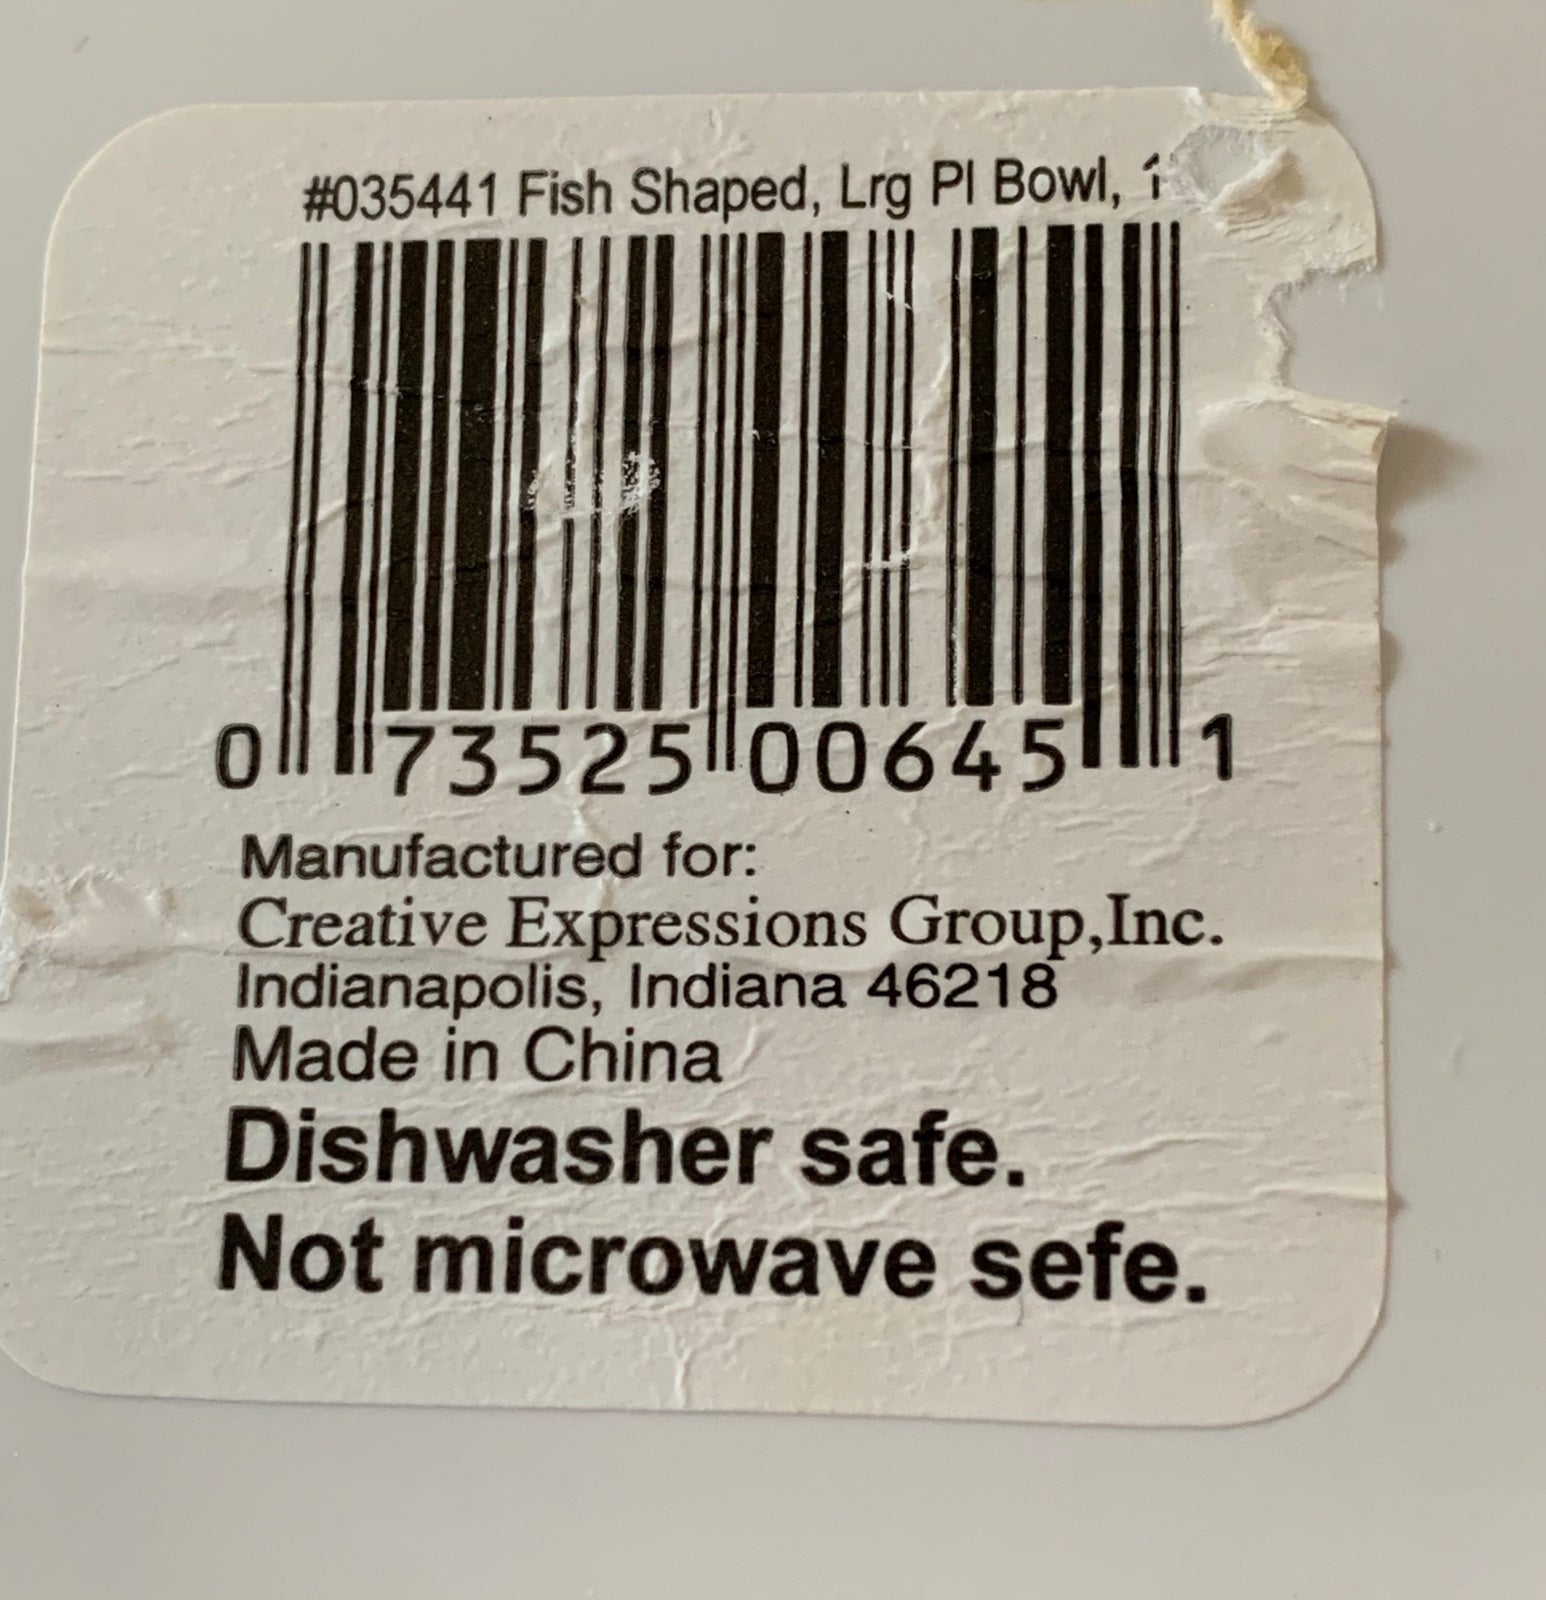 #035441 Fish Shaped, Lrg Pl Bowl,
0 73525 00645 1
Manufactured for:
Creative Expressions Group,Inc.
Indianapolis, Indiana 46218
Made in China
Dishwasher safe.
Not microwave sefe.